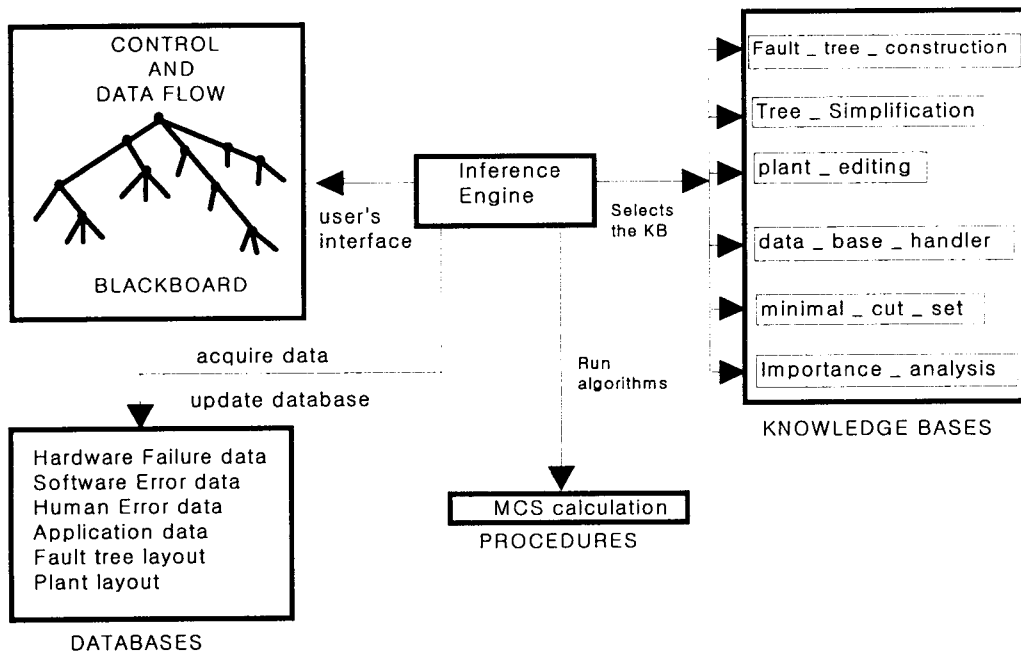 CONTROL
AND
DATA FLOW
BLACKBOARD
user's
interface
Inference
Engine
Selects
the KB
Fault _ tree _ construction
Tree _ Simplification
plant _ editing
data _ base _ handler
minimal _ cut _ set
Importance _ analysis
KNOWLEDGE BASES
acquire data
update database
Run
algorithms
Hardware Failure data
Software Error data
Human Error data
Application data
Fault tree layout
Plant layout
DATABASES
MCS calculation
PROCEDURES